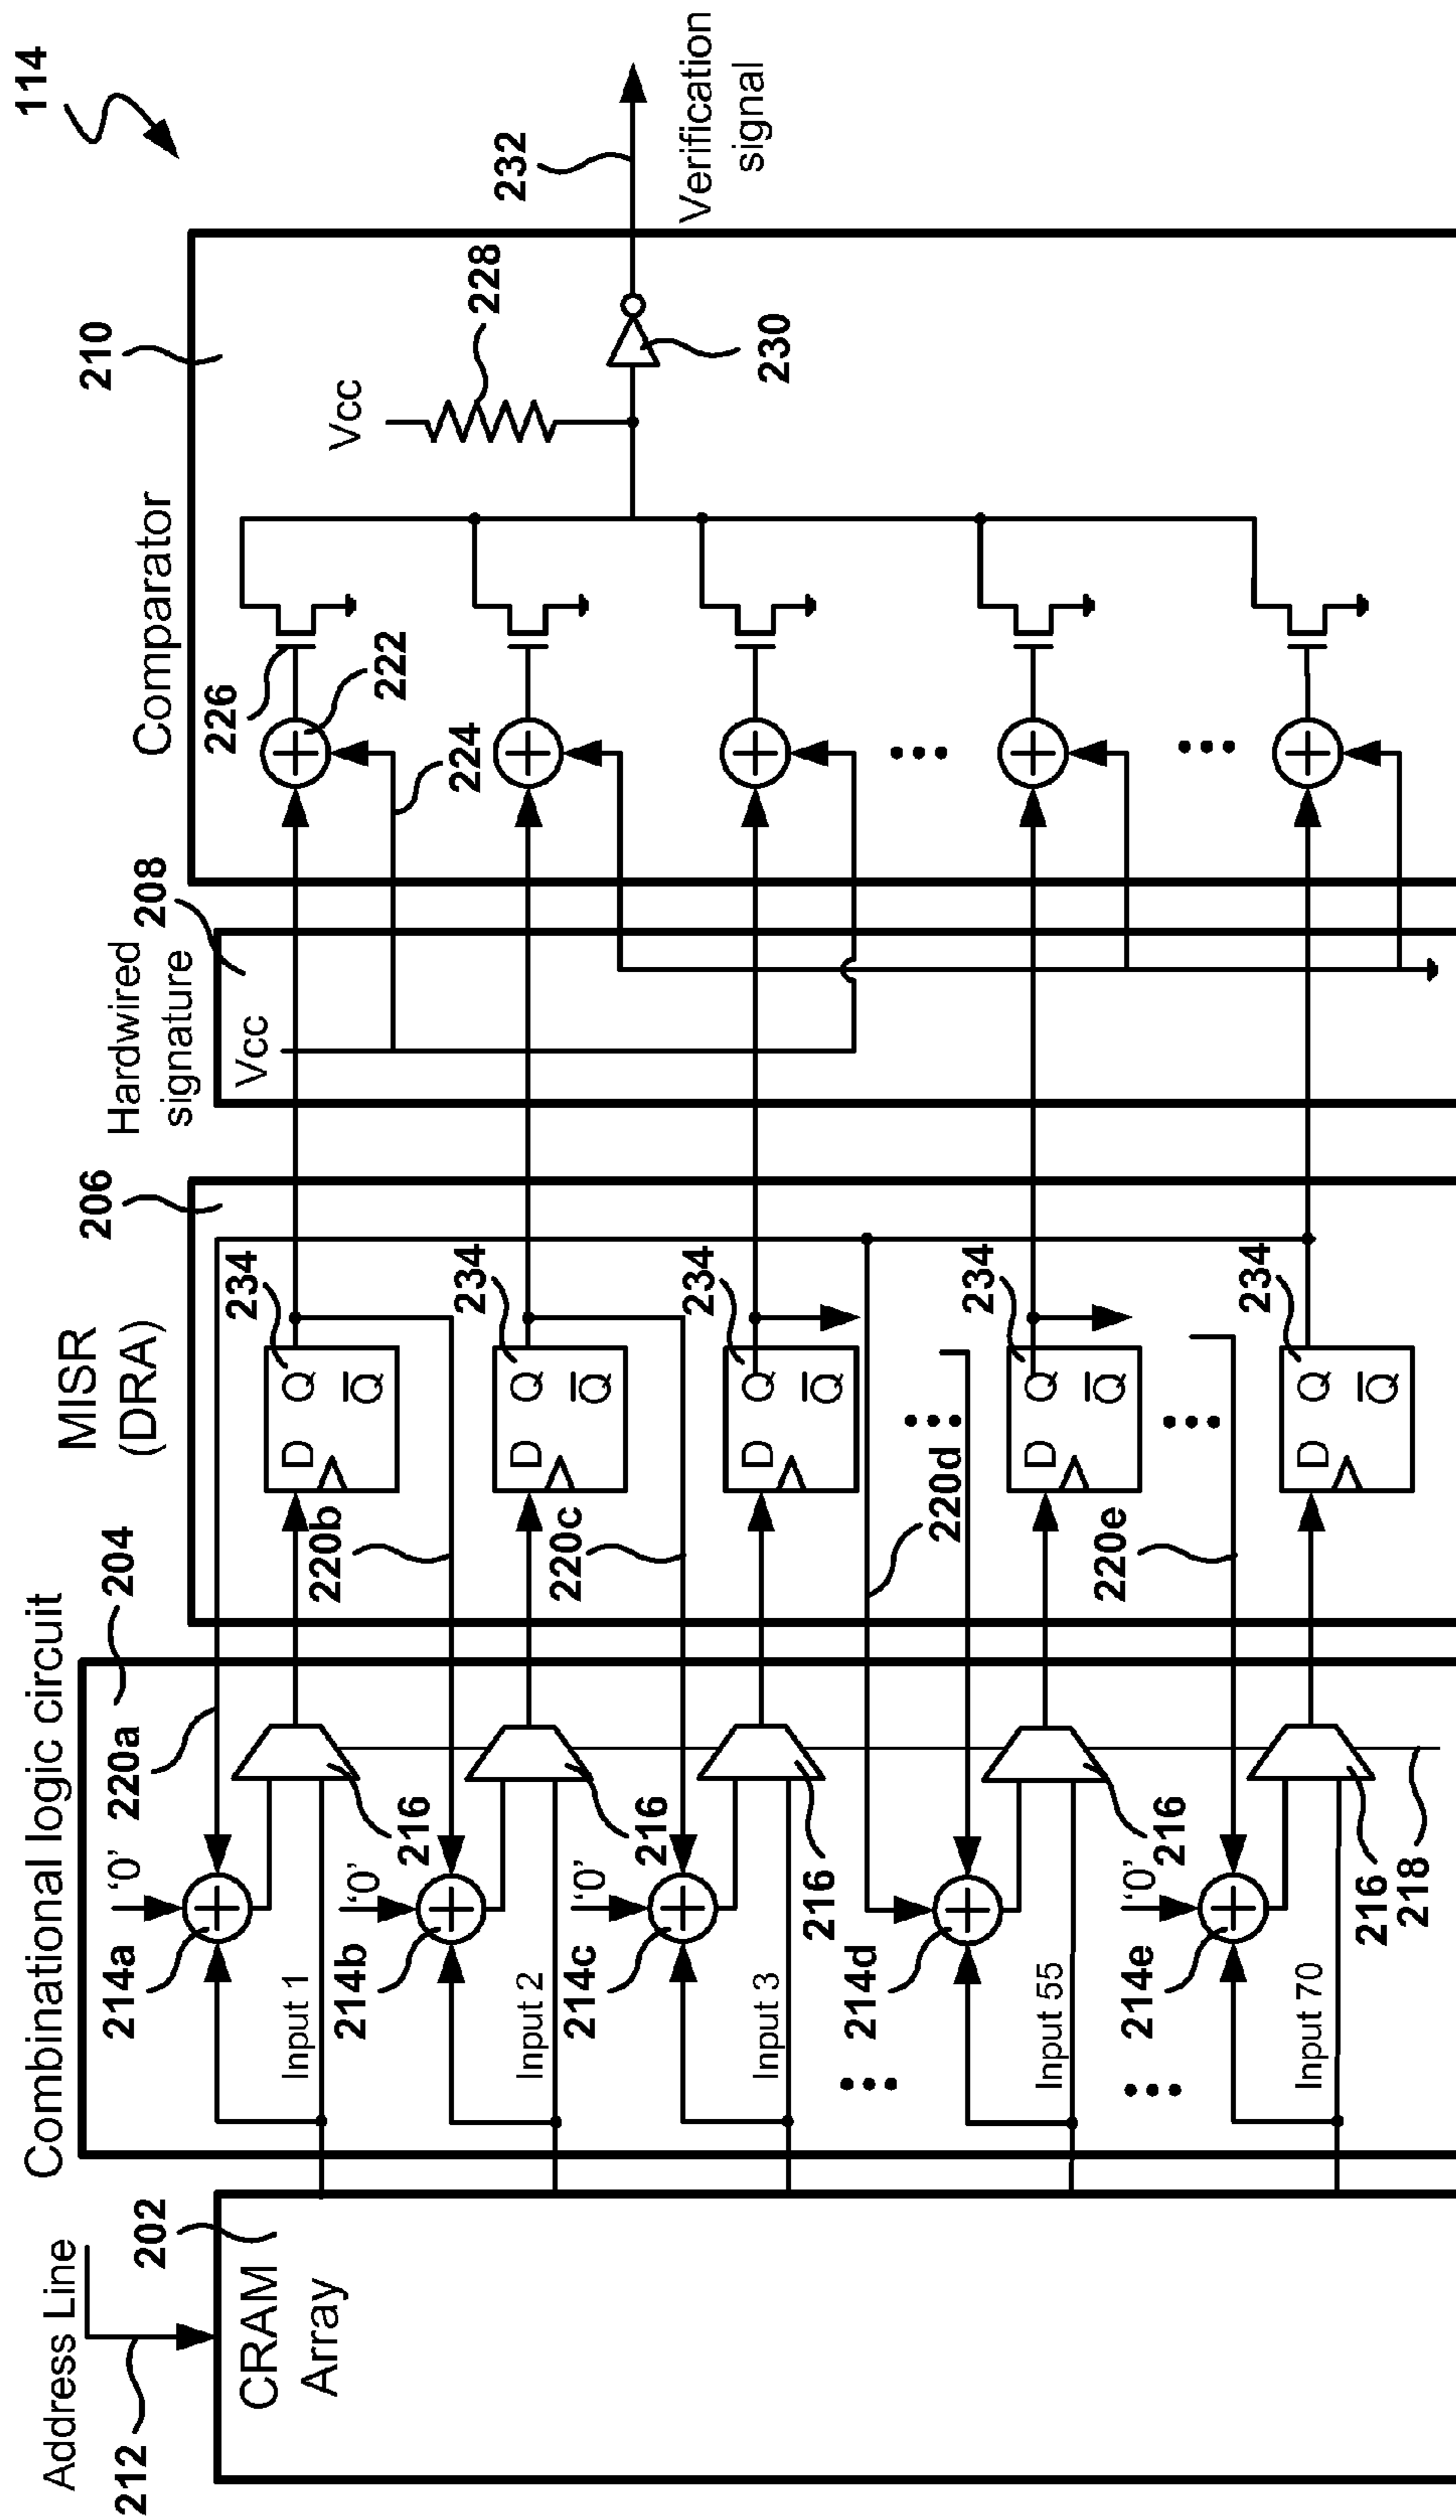 114
Combinational logic circuit
204
MISR
(DRA)
206
Hardwired
signature
208
Comparator
210
Address Line
212
202
CRAM
Array
214a
'0'
220a
Input 1
216
214b
'0'
220b
Input 2
216
214c
'0'
220c
Input 3
216
214d
220d
Input 55
216
214e
'0'
220e
Input 70
216
218
234
D Q
Q
234
D Q
Q
234
D Q
Q
234
D Q
Q
234
D Q
Q
Vcc
224
226
222
Vcc
228
230
232
Verification
signal